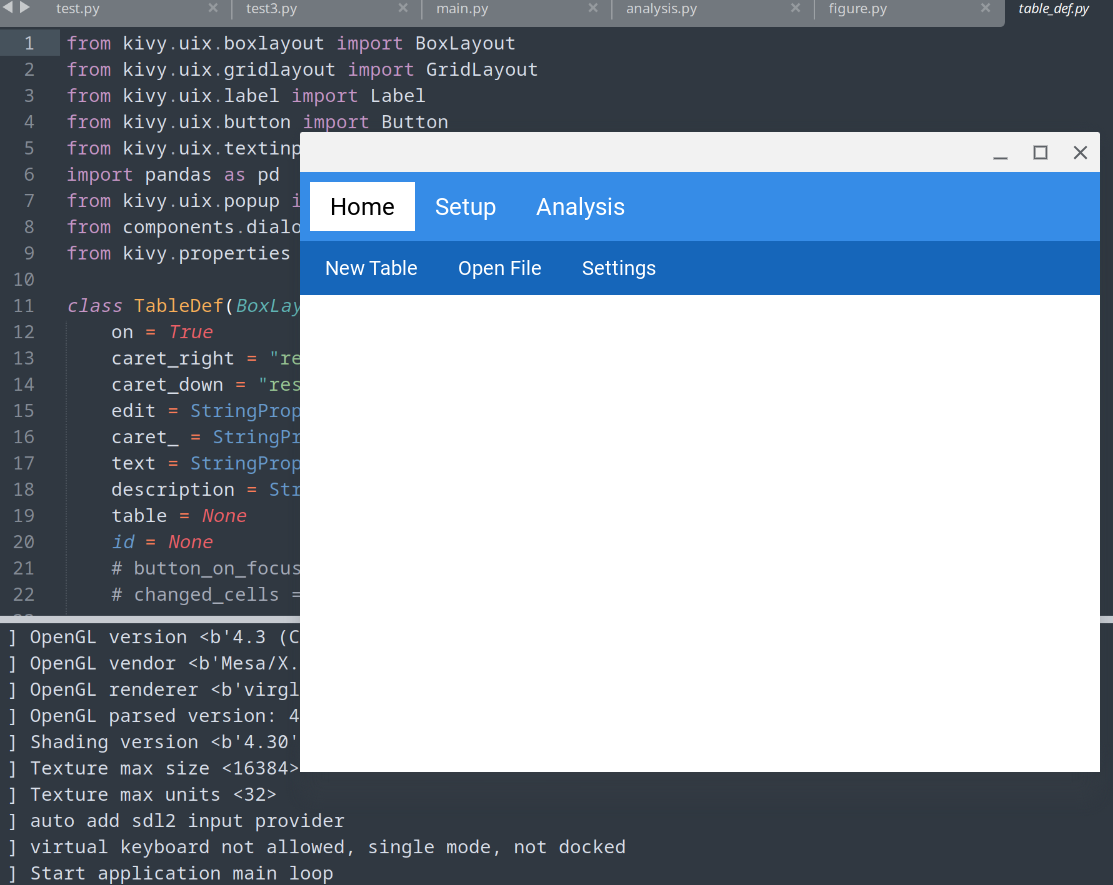 test.py × test3.py × main.py × analysis.py × figure.py × table_def.py
1 from kivy.uix.boxlayout import BoxLayout
2 from kivy.uix.gridlayout import GridLayout
3 from kivy.uix.label import Label
4 from kivy.uix.button import Button
5 from kivy.uix.textinp
6 import pandas as pd
7 from kivy.uix.popup i
8 from components.dialo
9 from kivy.properties
10
11 class TableDef(BoxLay
12 on = True
13 caret_right = "re
14 caret_down = "res
15 edit = StringProp
16 caret_ = StringPr
17 text = StringProp
18 description = Str
19 table = None
20 id = None
21 # button_on_focus
22 # changed_cells =
Home Setup Analysis
New Table Open File Settings
] OpenGL version <b'4.3 (C
] OpenGL vendor <b'Mesa/X.
] OpenGL renderer <b'virgl
] OpenGL parsed version: 4
] Shading version <b'4.30'
] Texture max size <16384>
] Texture max units <32>
] auto add sdl2 input provider
] virtual keyboard not allowed, single mode, not docked
] Start application main loop